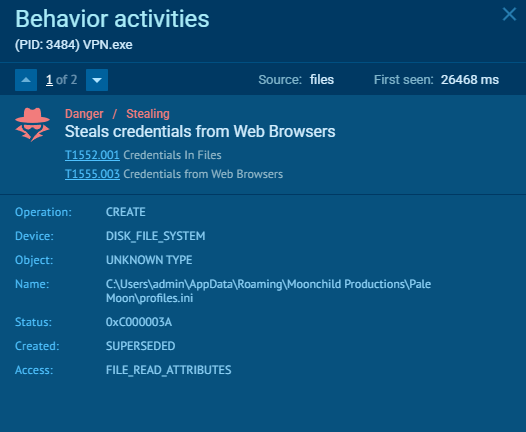 Behavior activities
(PID: 3484) VPN.exe
1 of 2 Source: files First seen: 26468 ms
Danger / Stealing
Steals credentials from Web Browsers
T1552.001 Credentials In Files
T1555.003 Credentials from Web Browsers
Operation: CREATE
Device: DISK_FILE_SYSTEM
Object: UNKNOWN TYPE
Name: C:\Users\admin\AppData\Roaming\Moonchild Productions\Pale
Moon\profiles.ini
Status: 0xC000003A
Created: SUPERSEDED
Access: FILE_READ_ATTRIBUTES